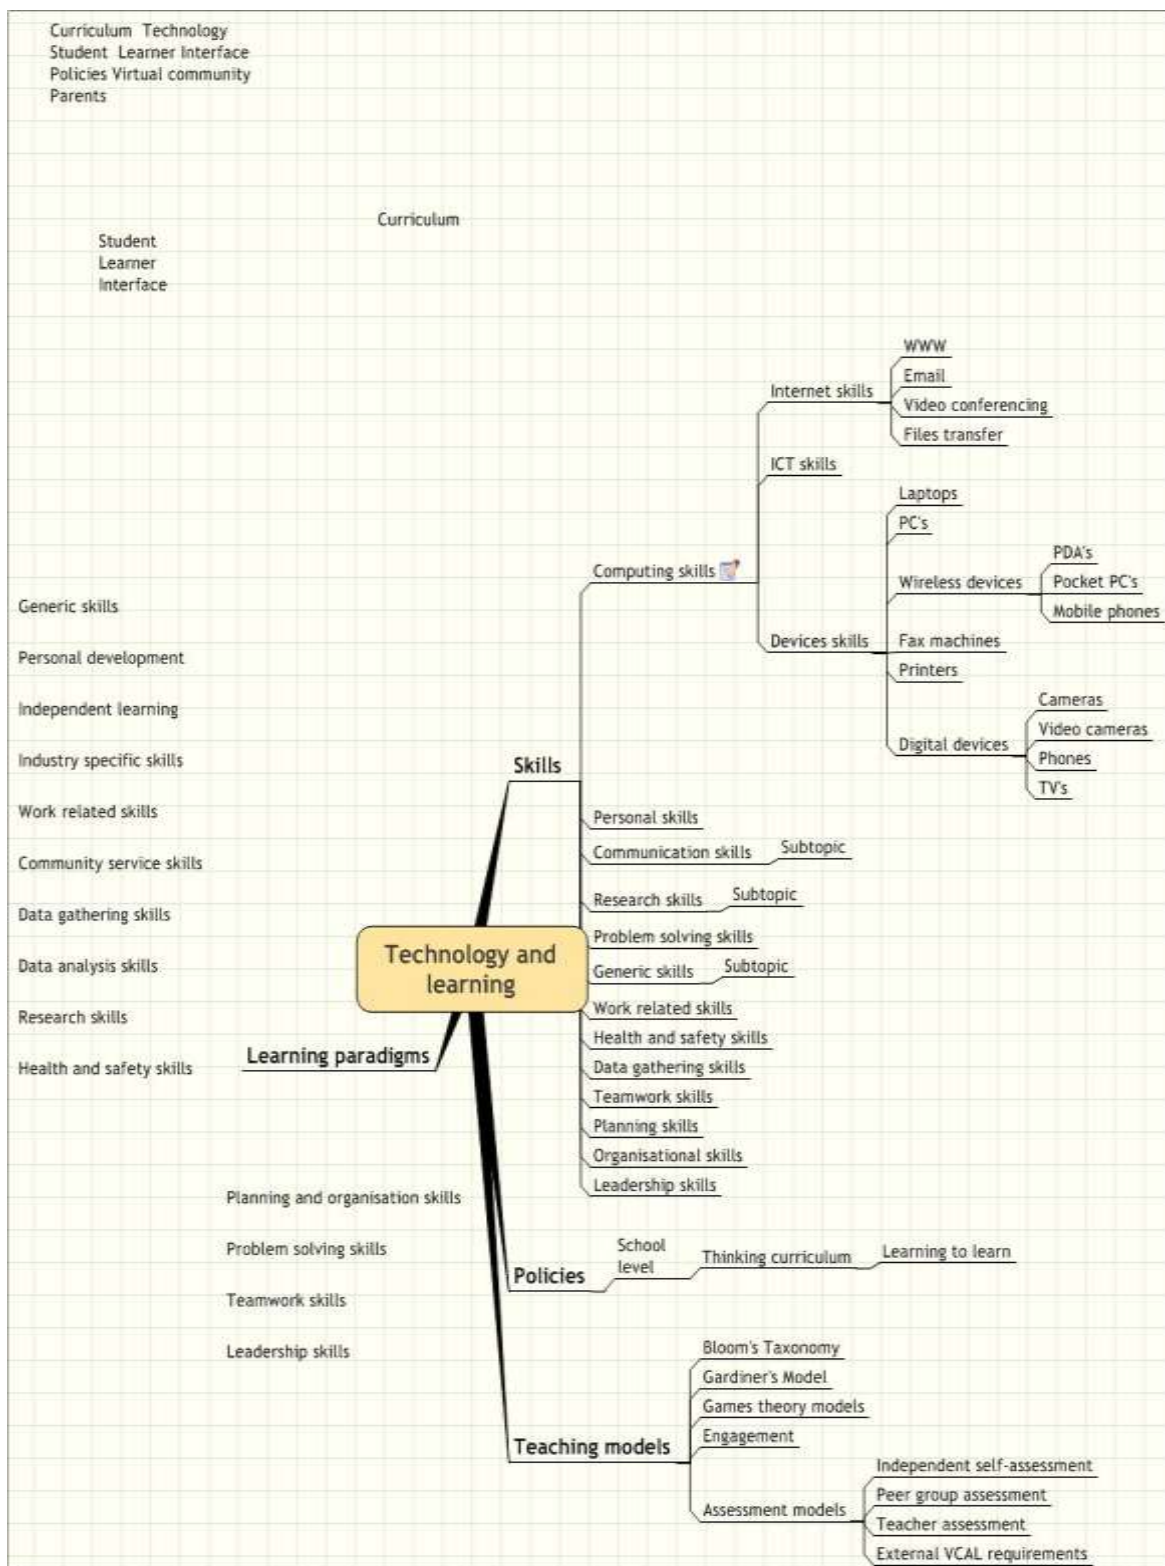 Curriculum  Technology
Student  Learner Interface
Policies Virtual community
Parents
Curriculum
Student
Learner
Interface
Generic skills
Personal development
Independent learning
Industry specific skills
Work related skills
Community service skills
Data gathering skills
Data analysis skills
Research skills
Health and safety skills
Planning and organisation skills
Problem solving skills
Teamwork skills
Leadership skills
Technology and
learning
Learning paradigms
Skills
Computing skills
Internet skills
WWW
Email
Video conferencing
Files transfer
ICT skills
Devices skills
Laptops
PC's
Wireless devices
PDA's
Pocket PC's
Mobile phones
Fax machines
Printers
Digital devices
Cameras
Video cameras
Phones
TV's
Personal skills
Communication skills
Subtopic
Research skills
Subtopic
Problem solving skills
Generic skills
Subtopic
Work related skills
Health and safety skills
Data gathering skills
Teamwork skills
Planning skills
Organisational skills
Leadership skills
Policies
School
level
Thinking curriculum
Learning to learn
Teaching models
Bloom's Taxonomy
Gardiner's Model
Games theory models
Engagement
Assessment models
Independent self-assessment
Peer group assessment
Teacher assessment
External VCAL requirements